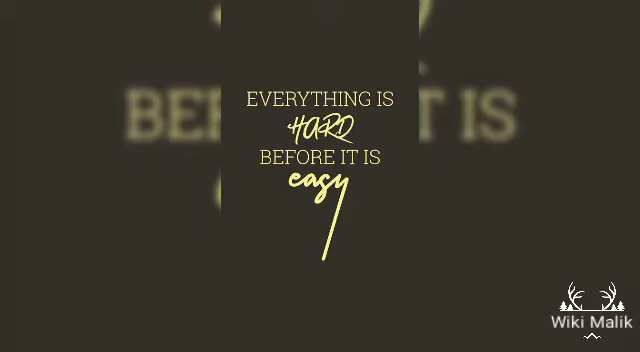 EVERYTHING IS
HARD
BEFORE IT IS
easy
Wiki Malik